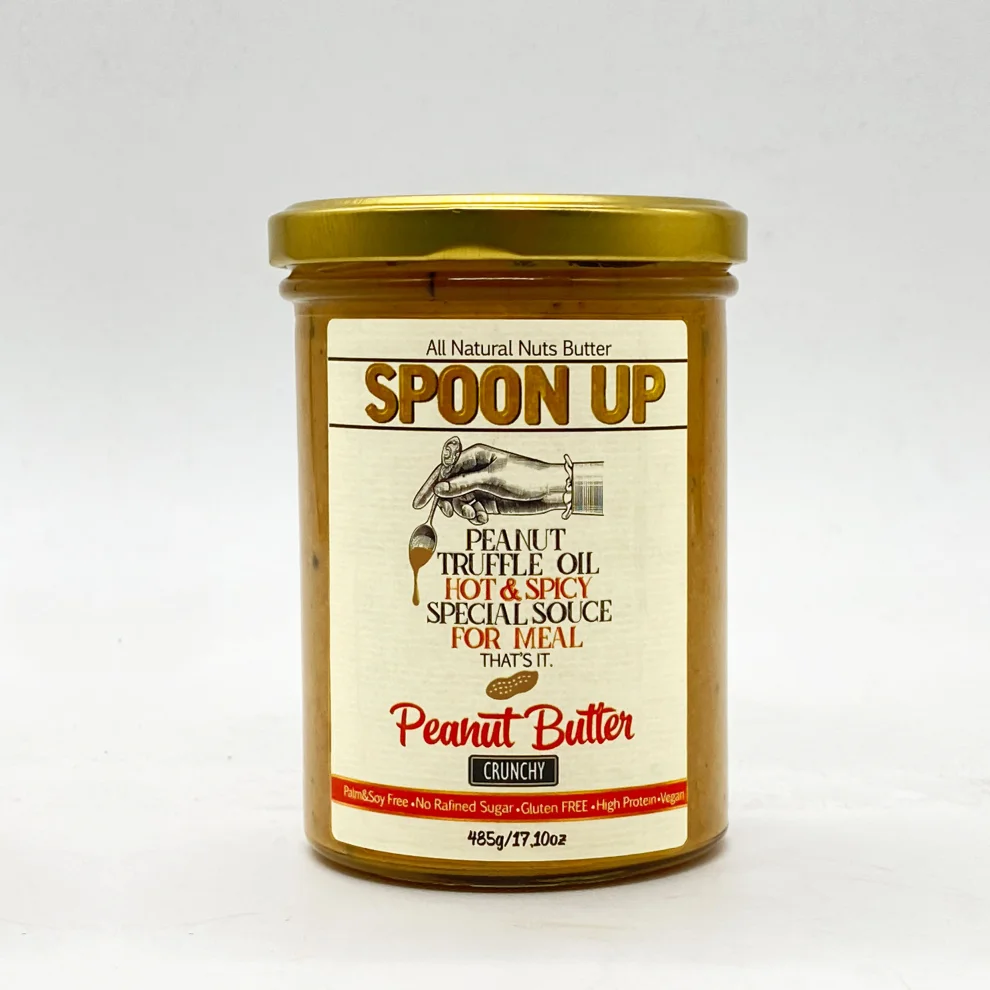 All Natural Nuts Butter
SPOON UP
PEANUT
TRUFFLE OIL
HOT & SPICY
SPECIAL SOUCE
FOR MEAL
THAT'S IT.
Peanut Butter
CRUNCHY
Palm&Soy Free •No Rafined Sugar •Gluten FREE •High Protein•Vegan
485g/17,10oz